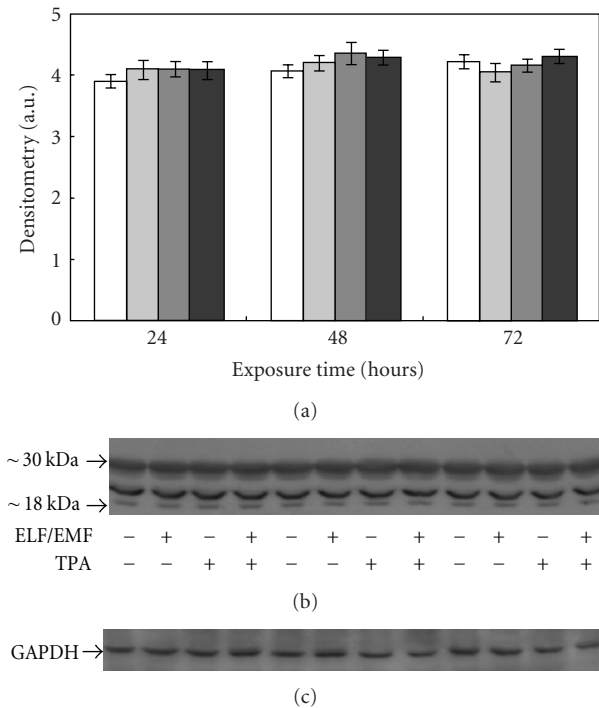 5
4
3
2
1
0
Densitometry (a.u.)
24 48 72
Exposure time (hours)
(a)
~ 30 kDa →
~ 18 kDa →
ELF/EMF − + − + − + − + − + − +
TPA − − + + − − + + − − + +
(b)
GAPDH →
(c)